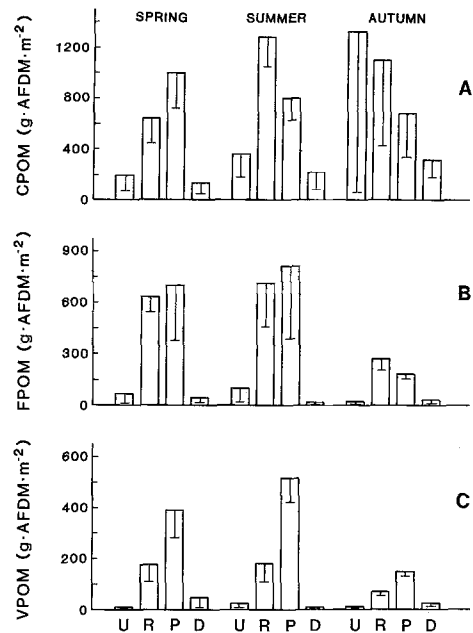 SPRING SUMMER AUTUMN
CPOM (g·AFDM·m-2)
1200
800
400
0
A
FPOM (g·AFDM·m-2)
900
600
300
0
B
VPOM (g·AFDM·m-2)
600
400
200
0
C
U R P D U R P D U R P D